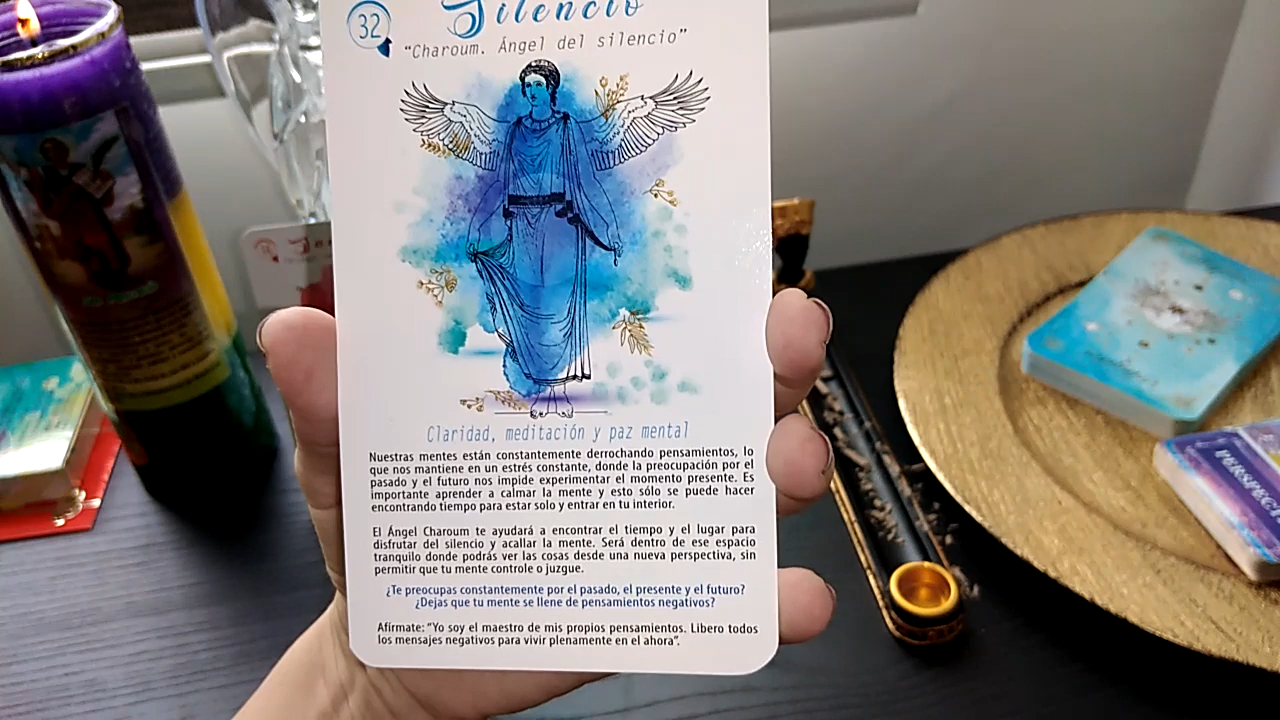 32
Silencio
"Charoum. Ángel del silencio"
Claridad, meditación y paz mental
Nuestras mentes están constantemente derrochando pensamientos, lo
que nos mantiene en un estrés constante, donde la preocupación por el
pasado y el futuro nos impide experimentar el momento presente. Es
importante aprender a calmar la mente y esto sólo se puede hacer
encontrando tiempo para estar solo y entrar en tu interior.
El Ángel Charoum te ayudará a encontrar el tiempo y el lugar para
disfrutar del silencio y acallar la mente. Será dentro de ese espacio
tranquilo donde podrás ver las cosas desde una nueva perspectiva, sin
permitir que tu mente controle o juzgue.
¿Te preocupas constantemente por el pasado, el presente y el futuro?
¿Dejas que tu mente se llene de pensamientos negativos?
Afírmate: "Yo soy el maestro de mis propios pensamientos. Libero todos
los mensajes negativos para vivir plenamente en el ahora".